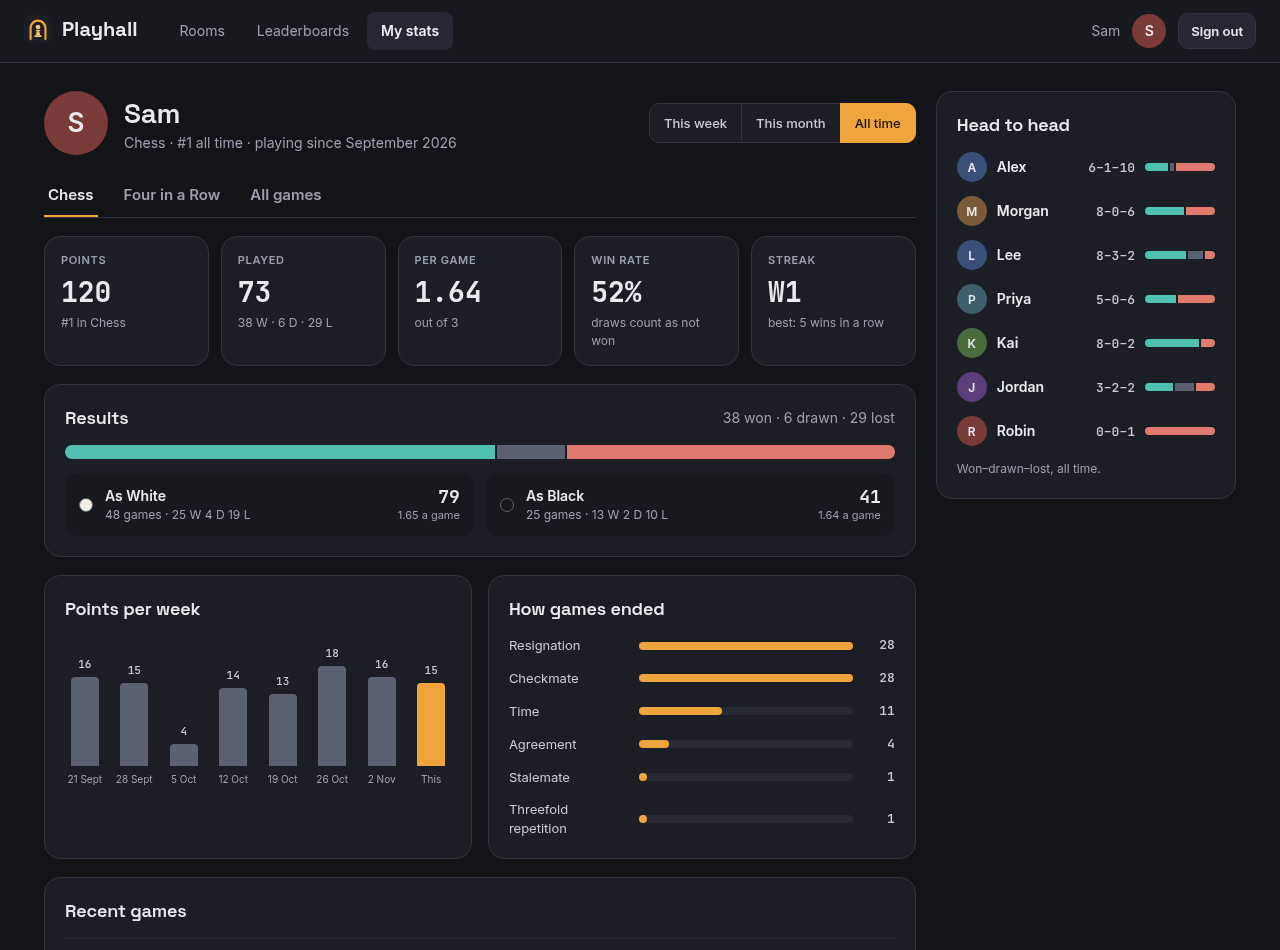 Playhall
Rooms
Leaderboards
My stats
Sam
S
Sign out
S
Sam
Chess · #1 all time · playing since September 2026
This week
This month
All time
Chess
Four in a Row
All games
POINTS
120
#1 in Chess
PLAYED
73
38 W · 6 D · 29 L
PER GAME
1.64
out of 3
WIN RATE
52%
draws count as not
won
STREAK
W1
best: 5 wins in a row
Results
38 won · 6 drawn · 29 lost
As White
48 games · 25 W 4 D 19 L
79
1.65 a game
As Black
25 games · 13 W 2 D 10 L
41
1.64 a game
Points per week
16
15
4
14
13
18
16
15
21 Sept
28 Sept
5 Oct
12 Oct
19 Oct
26 Oct
2 Nov
This
How games ended
Resignation
28
Checkmate
28
Time
11
Agreement
4
Stalemate
1
Threefold
repetition
1
Recent games
Head to head
A
Alex
6–1–10
M
Morgan
8–0–6
L
Lee
8–3–2
P
Priya
5–0–6
K
Kai
8–0–2
J
Jordan
3–2–2
R
Robin
0–0–1
Won–drawn–lost, all time.